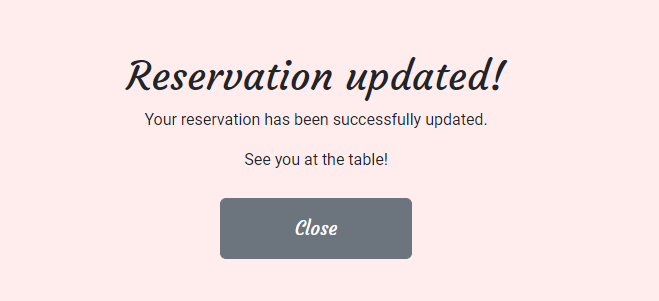 Reservation updated!
Your reservation has been successfully updated.
See you at the table!
Close